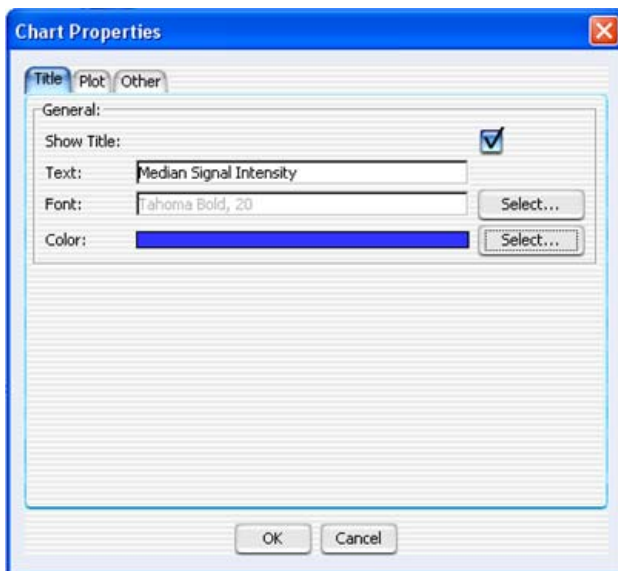 Chart Properties
Title Plot Other
General:
Show Title:
Text: Median Signal Intensity
Font: Tahoma Bold, 20 Select...
Color: Select...
OK Cancel